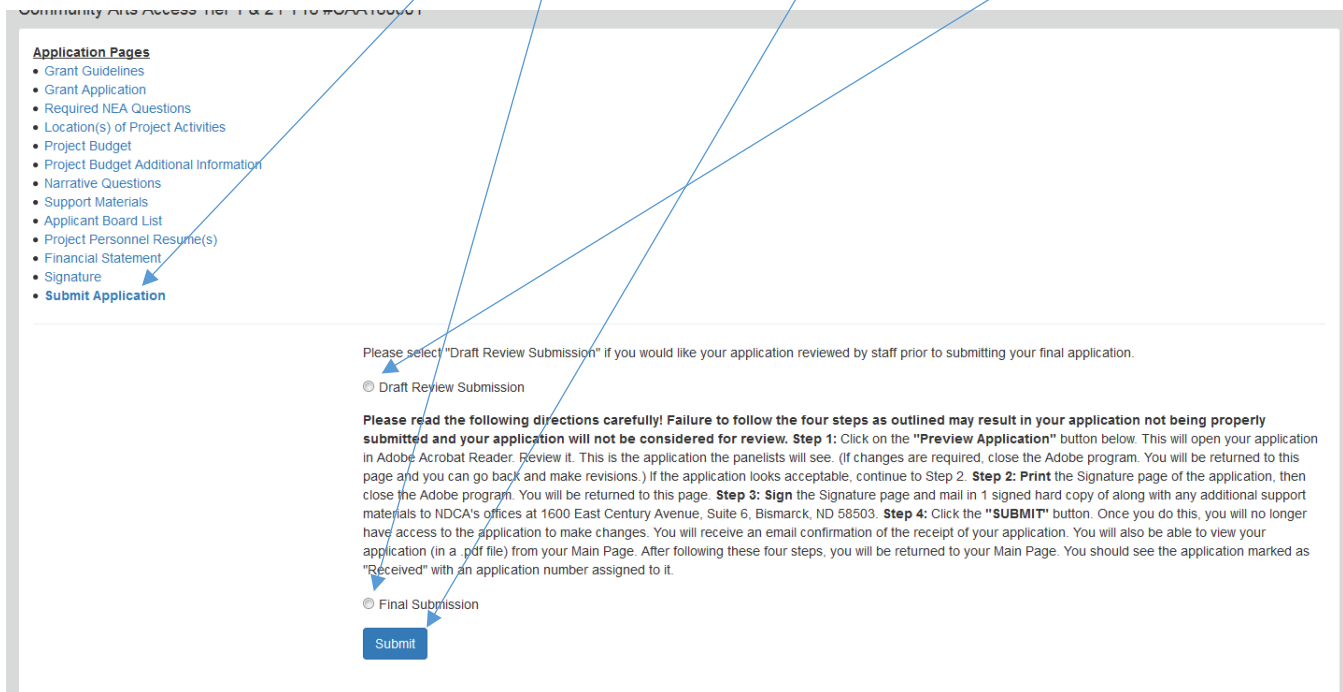 Community Arts Access Tier 1 & 2
Application Pages
• Grant Guidelines
• Grant Application
• Required NEA Questions
• Location(s) of Project Activities
• Project Budget
• Project Budget Additional Information
• Narrative Questions
• Support Materials
• Applicant Board List
• Project Personnel Resume(s)
• Financial Statement
• Signature
• Submit Application
Please select "Draft Review Submission" if you would like your application reviewed by staff prior to submitting your final application.
Draft Review Submission
Please read the following directions carefully! Failure to follow the four steps as outlined may result in your application not being properly
submitted and your application will not be considered for review. Step 1: Click on the "Preview Application" button below. This will open your application
in Adobe Acrobat Reader. Review it. This is the application the panelists will see. (If changes are required, close the Adobe program. You will be returned to this
page and you can go back and make revisions.) If the application looks acceptable, continue to Step 2. Step 2: Print the Signature page of the application, then
close the Adobe program. You will be returned to this page. Step 3: Sign the Signature page and mail in 1 signed hard copy of along with any additional support
materials to NDCA's offices at 1600 East Century Avenue, Suite 6, Bismarck, ND 58503. Step 4: Click the "SUBMIT" button. Once you do this, you will no longer
have access to the application to make changes. You will receive an email confirmation of the receipt of your application. You will also be able to view your
application (in a .pdf file) from your Main Page. After following these four steps, you will be returned to your Main Page. You should see the application marked as
"Received" with an application number assigned to it.
Final Submission
Submit